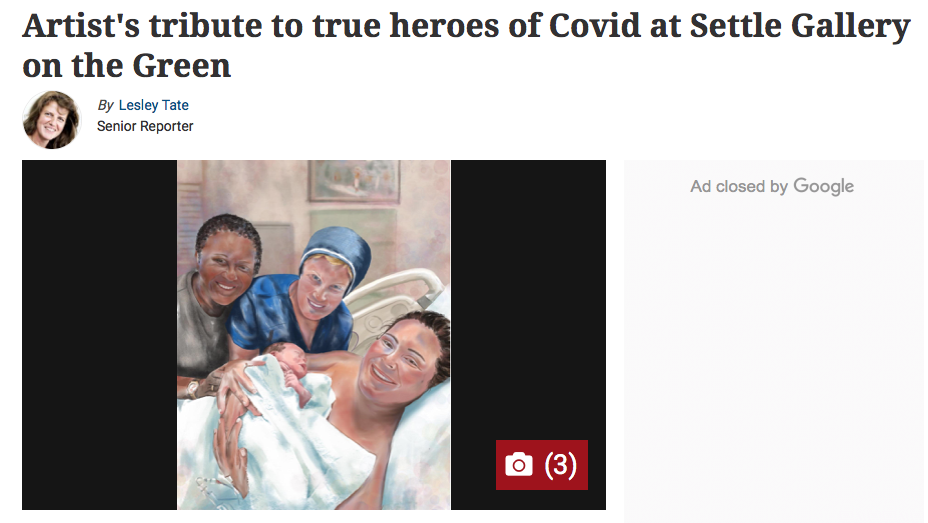 Artist's tribute to true heroes of Covid at Settle Gallery
on the Green
By Lesley Tate
Senior Reporter
Ad closed by Google
(3)